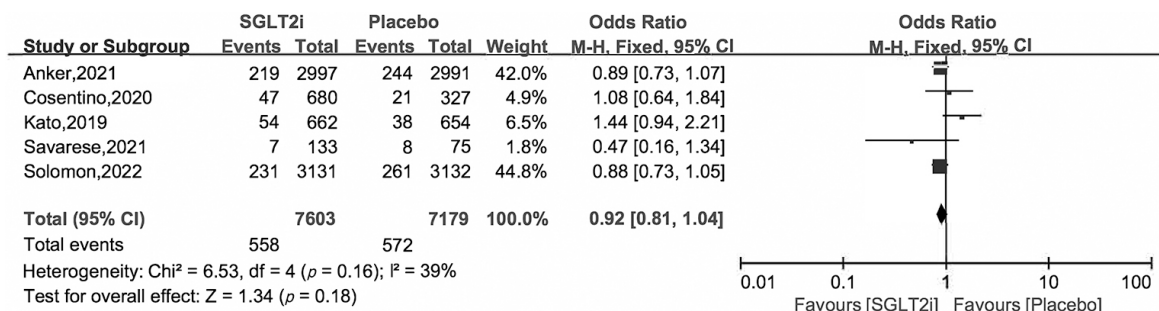 SGLT2i Placebo Odds Ratio Odds Ratio
Study or Subgroup Events Total Events Total Weight M-H, Fixed, 95% CI M-H, Fixed, 95% CI
Anker,2021 219 2997 244 2991 42.0% 0.89 [0.73, 1.07]
Cosentino,2020 47 680 21 327 4.9% 1.08 [0.64, 1.84]
Kato,2019 54 662 38 654 6.5% 1.44 [0.94, 2.21]
Savarese,2021 7 133 8 75 1.8% 0.47 [0.16, 1.34]
Solomon,2022 231 3131 261 3132 44.8% 0.88 [0.73, 1.05]
Total (95% CI) 7603 7179 100.0% 0.92 [0.81, 1.04]
Total events 558 572
Heterogeneity: Chi² = 6.53, df = 4 (p = 0.16); I² = 39%
Test for overall effect: Z = 1.34 (p = 0.18)
0.01 0.1 1 10 100
Favours [SGLT2i] Favours [Placebo]